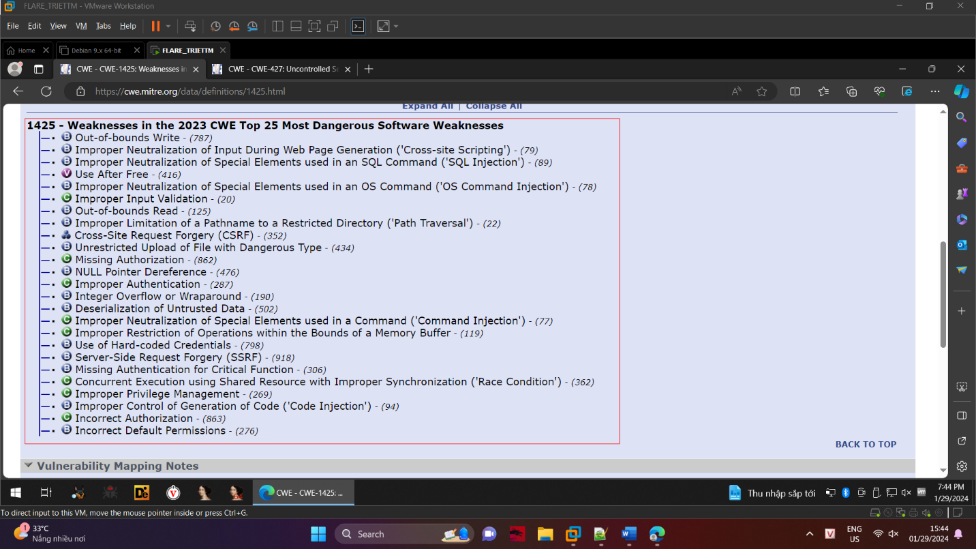 FLARE_TRIETTM - VMware Workstation
File Edit View VM Tabs Help
Home Debian 9.x 64-bit FLARE_TRIETTM
CWE - CWE-1425: Weaknesses in CWE - CWE-427: Uncontrolled S
https://cwe.mitre.org/data/definitions/1425.html
Expand All | Collapse All
1425 - Weaknesses in the 2023 CWE Top 25 Most Dangerous Software Weaknesses
B Out-of-bounds Write - (787)
B Improper Neutralization of Input During Web Page Generation ('Cross-site Scripting') - (79)
B Improper Neutralization of Special Elements used in an SQL Command ('SQL Injection') - (89)
V Use After Free - (416)
B Improper Neutralization of Special Elements used in an OS Command ('OS Command Injection') - (78)
C Improper Input Validation - (20)
B Out-of-bounds Read - (125)
B Improper Limitation of a Pathname to a Restricted Directory ('Path Traversal') - (22)
Cross-Site Request Forgery (CSRF) - (352)
B Unrestricted Upload of File with Dangerous Type - (434)
C Missing Authorization - (862)
B NULL Pointer Dereference - (476)
C Improper Authentication - (287)
B Integer Overflow or Wraparound - (190)
B Deserialization of Untrusted Data - (502)
C Improper Neutralization of Special Elements used in a Command ('Command Injection') - (77)
C Improper Restriction of Operations within the Bounds of a Memory Buffer - (119)
B Use of Hard-coded Credentials - (798)
B Server-Side Request Forgery (SSRF) - (918)
B Missing Authentication for Critical Function - (306)
C Concurrent Execution using Shared Resource with Improper Synchronization ('Race Condition') - (362)
C Improper Privilege Management - (269)
B Improper Control of Generation of Code ('Code Injection') - (94)
C Incorrect Authorization - (863)
B Incorrect Default Permissions - (276)
BACK TO TOP
Vulnerability Mapping Notes
CWE - CWE-1425: ...
Thu nhập sắp tới
7:44 PM
1/29/2024
To direct input to this VM, move the mouse pointer inside or press Ctrl+G.
33°C
Nắng nhiều nơi
Search
ENG
US
15:44
01/29/2024